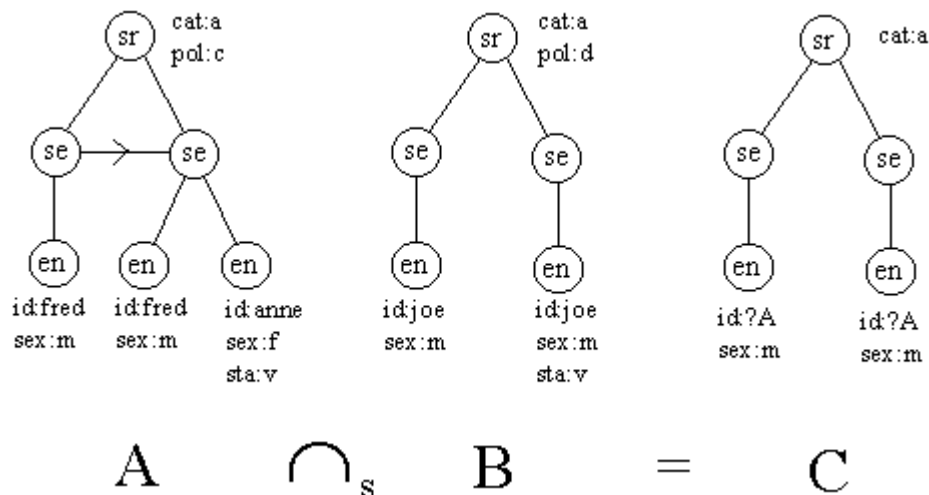 sr cat:a
pol:c
sr cat:a
pol:d
sr cat:a
se se
se se
se se
en en en
en en
en en
id:fred id:fred id:anne
sex:m sex:m sex:f
sta:v
id:joe id:joe
sex:m sex:m
sta:v
id:?A id:?A
sex:m sex:m
A ∩s B = C